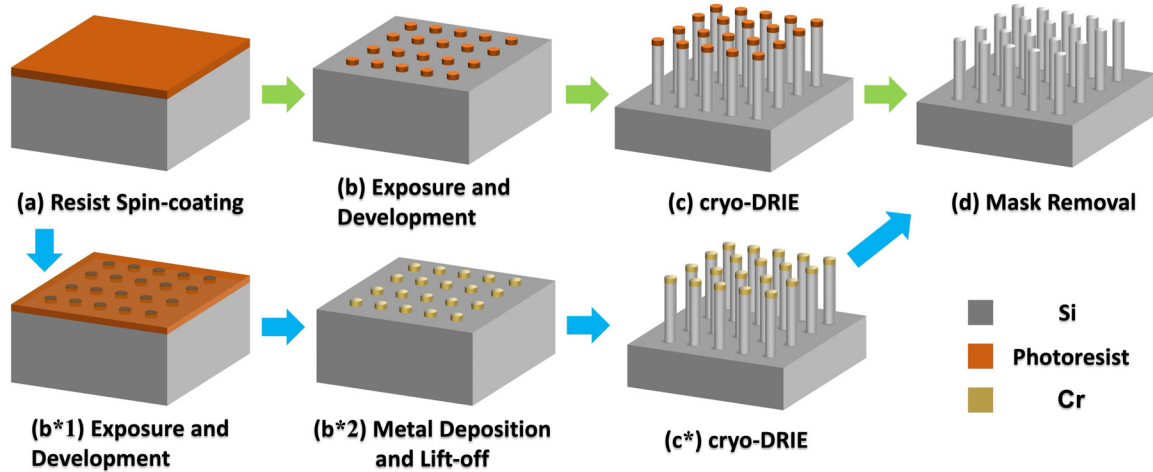 (a) Resist Spin-coating
(b) Exposure and
Development
(c) cryo-DRIE
(d) Mask Removal
(b*1) Exposure and
Development
(b*2) Metal Deposition
and Lift-off
(c*) cryo-DRIE
Si
Photoresist
Cr